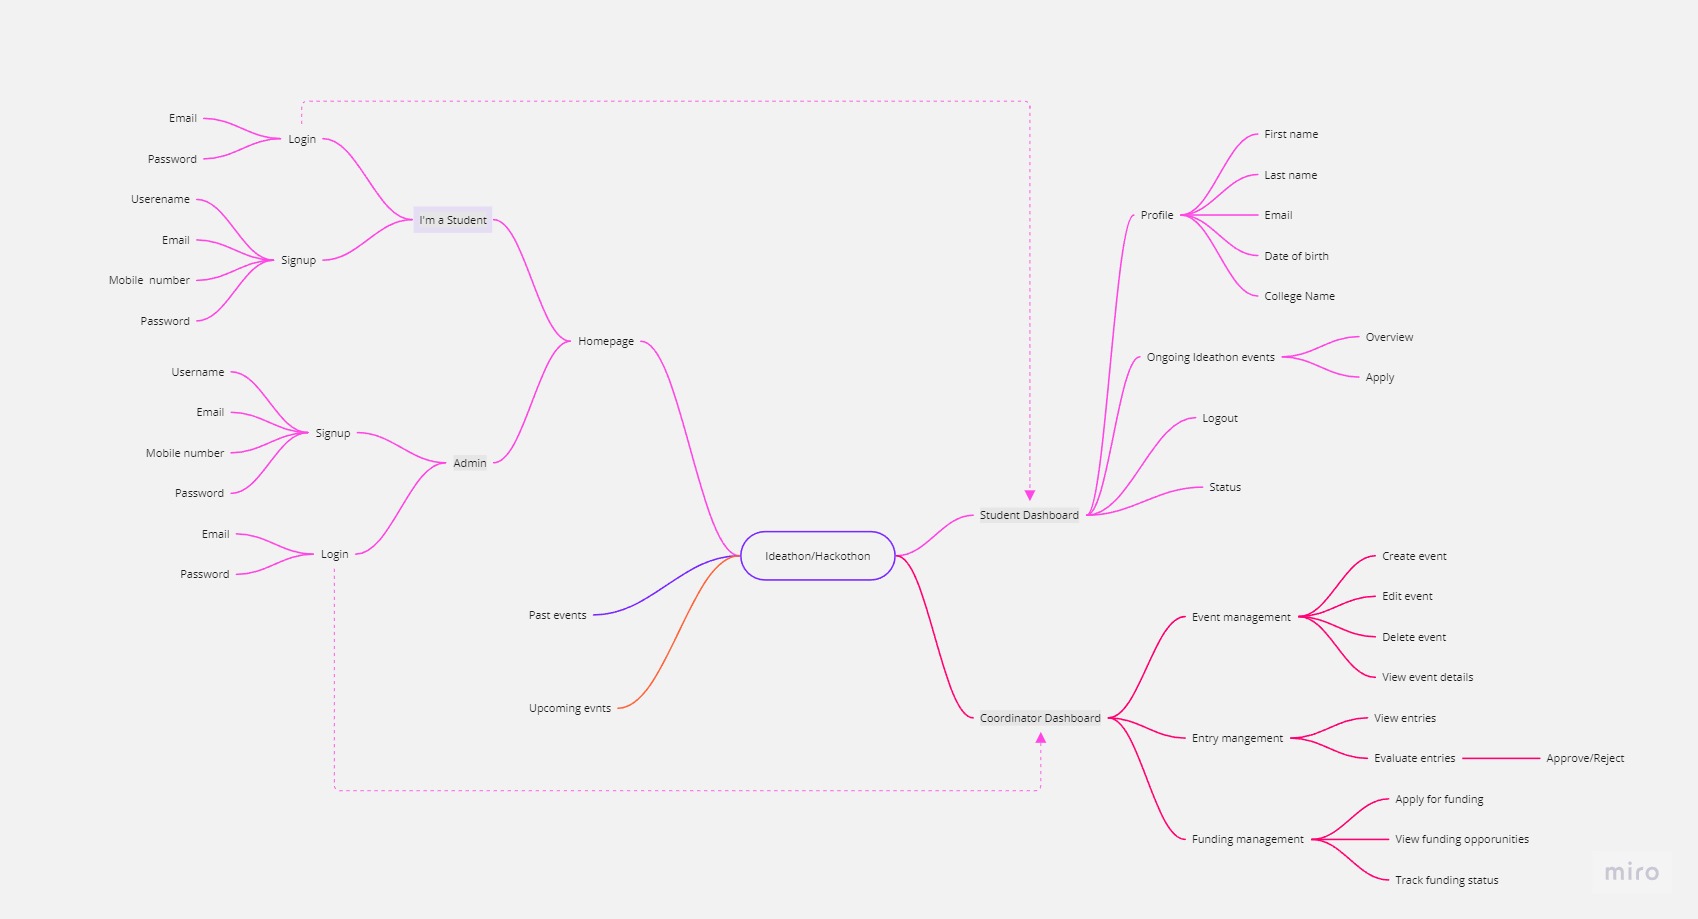 Email
Login
Password
Userename
Email
Signup
Mobile  number
Password
I'm a Student
Homepage
Username
Email
Signup
Mobile number
Password
Admin
Email
Login
Password
Past events
Upcoming evnts
Ideathon/Hackothon
Student Dashboard
Profile
First name
Last name
Email
Date of birth
College Name
Ongoing Ideathon events
Overview
Apply
Logout
Status
Coordinator Dashboard
Event management
Create event
Edit event
Delete event
View event details
Entry mangement
View entries
Evaluate entries
Approve/Reject
Funding management
Apply for funding
View funding opporunities
Track funding status
miro